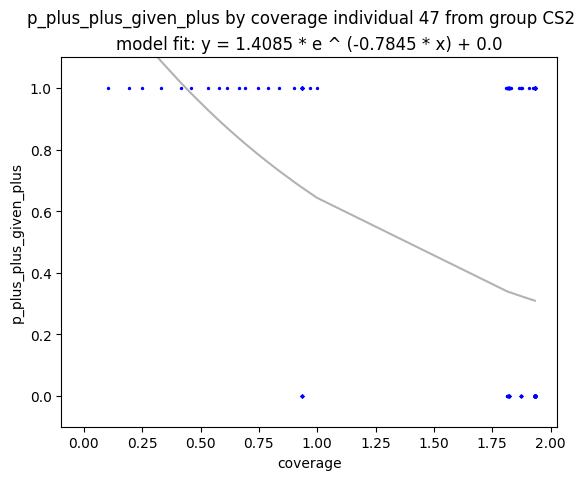 p_plus_plus_given_plus by coverage individual 47 from group CS2
model fit: y = 1.4085 * e ^ (-0.7845 * x) + 0.0
1.0
0.8
0.6
0.4
0.2
0.0
p_plus_plus_given_plus
0.00 0.25 0.50 0.75 1.00 1.25 1.50 1.75 2.00
coverage